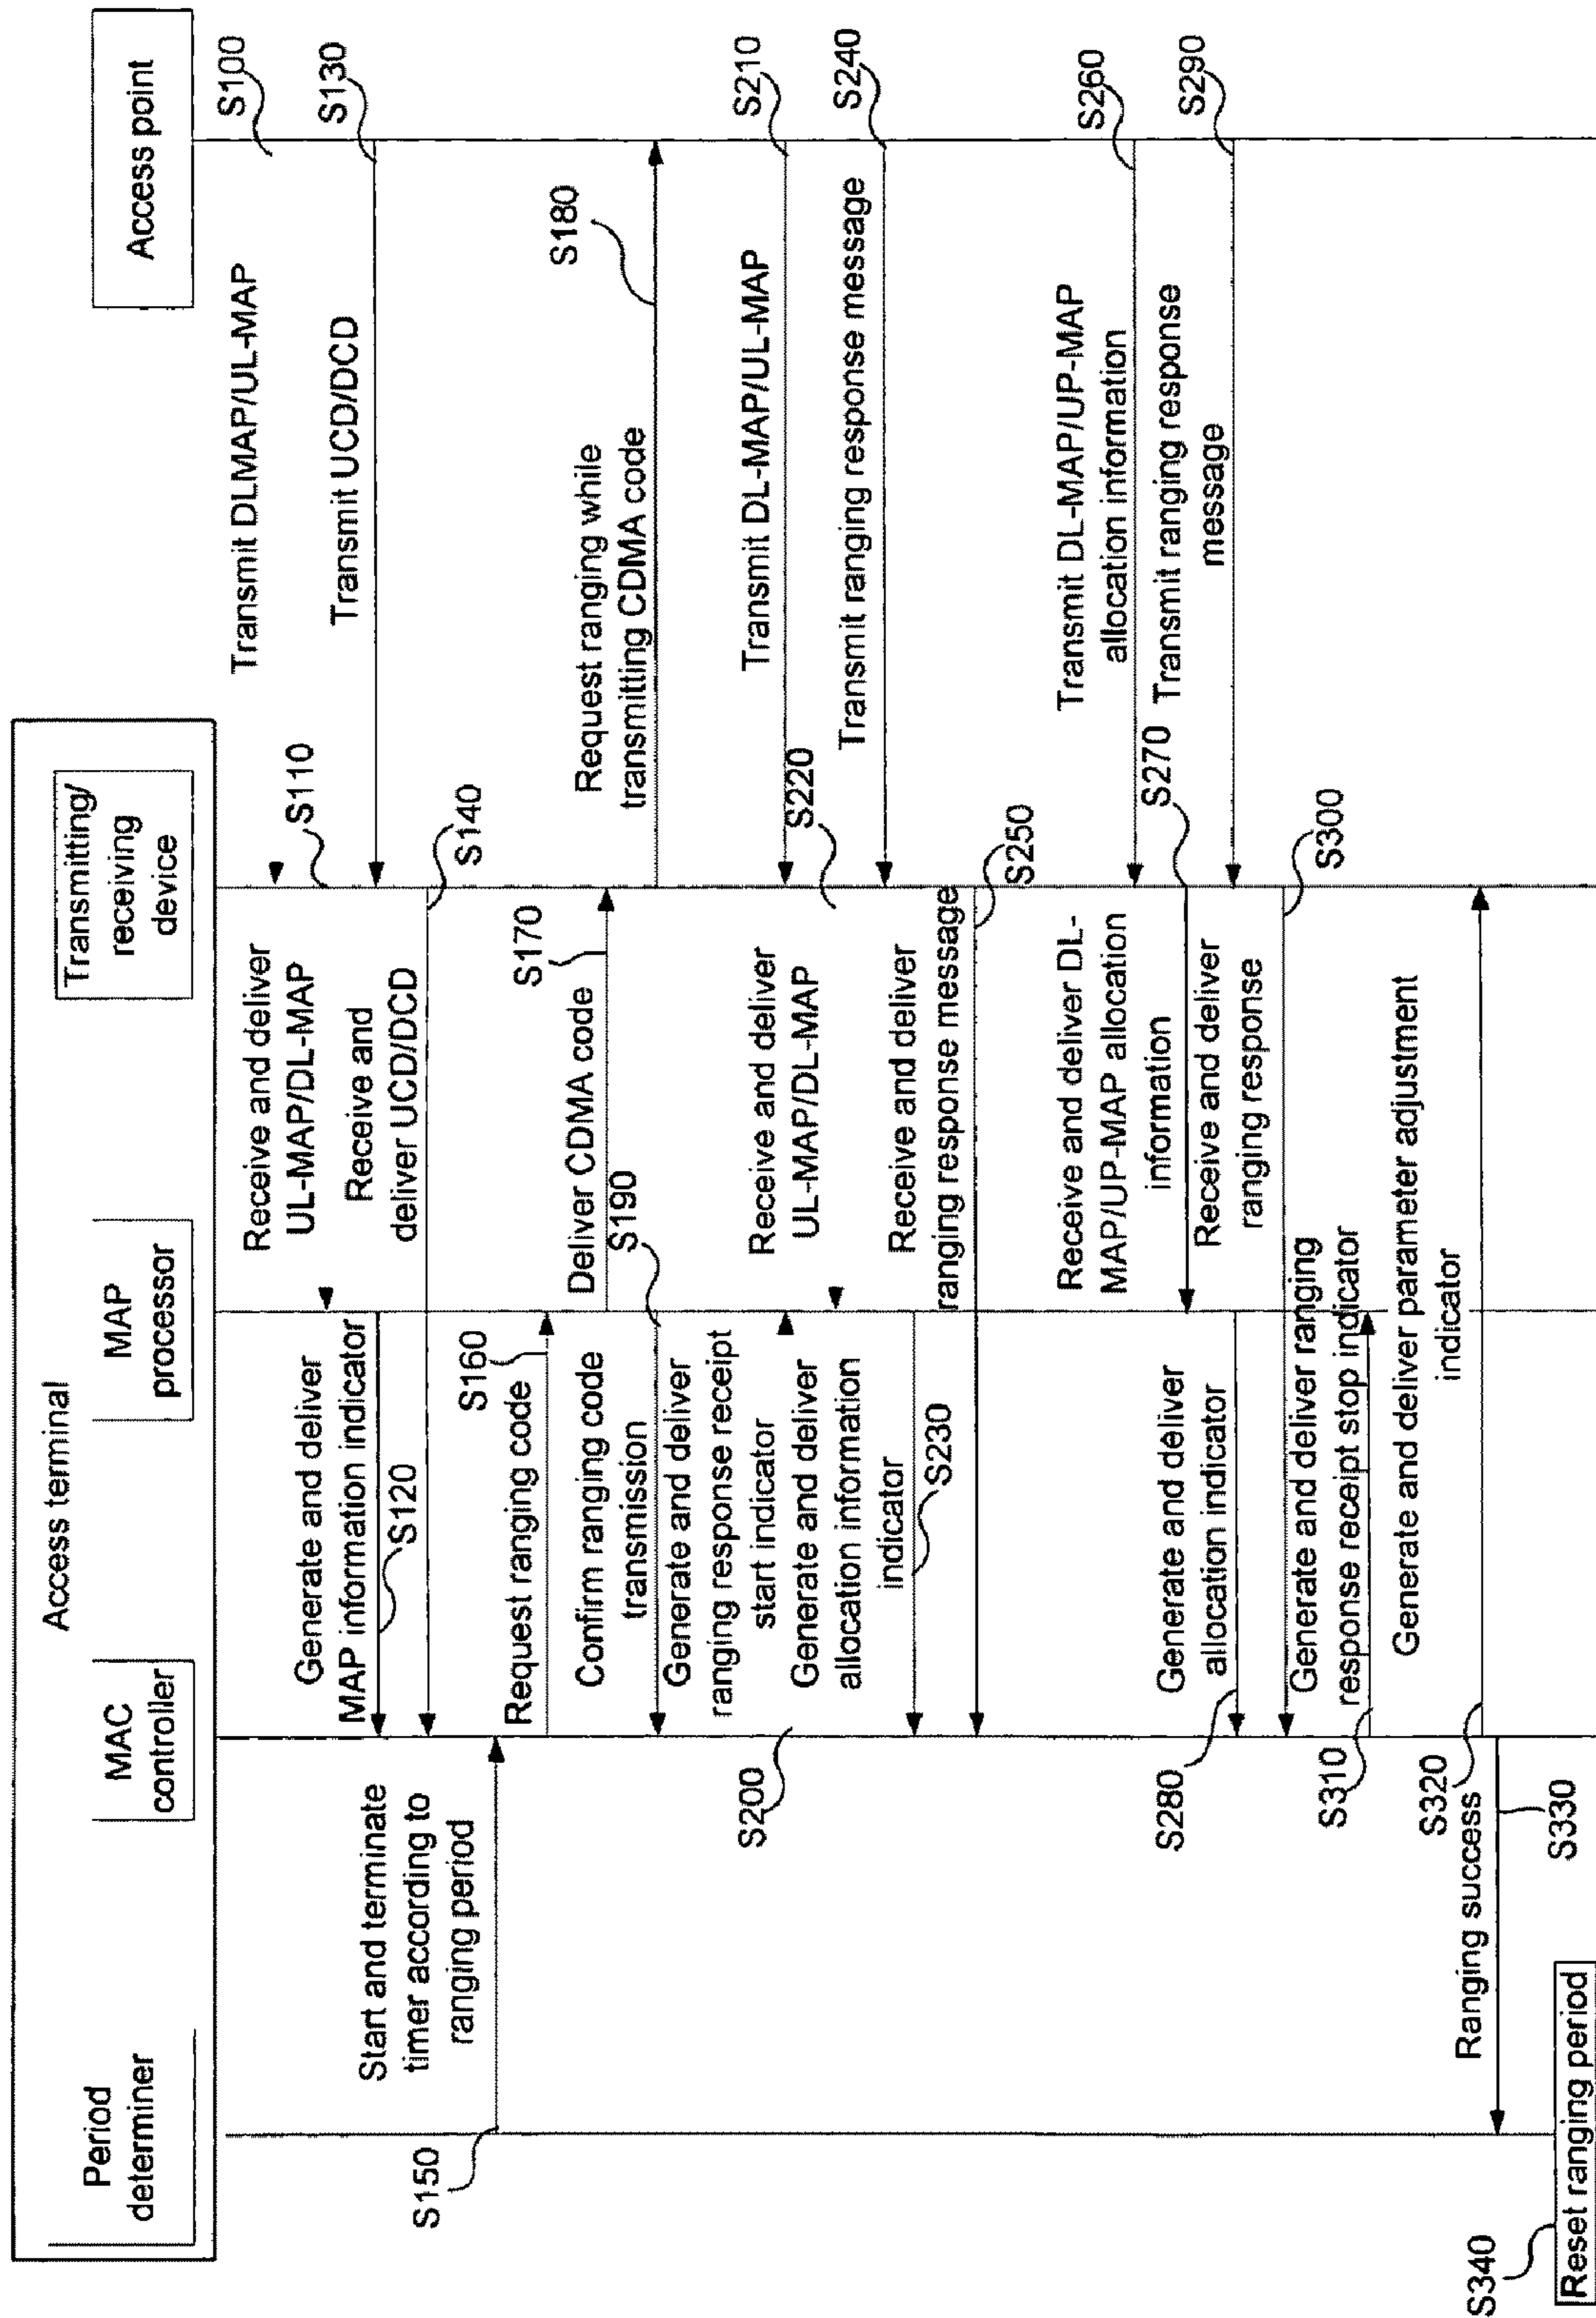 Access terminal
Period
determiner
MAC
controller
MAP
processor
Transmitting/
receiving
device
Access point
S100
Transmit DLMAP/UL-MAP
S110
Receive and deliver
UL-MAP/DL-MAP
Generate and deliver
MAP information indicator
S120
S130
Transmit UCD/DCD
S140
Receive and
deliver UCD/DCD
Start and terminate
timer according to
ranging period
S150
S160
Request ranging code
S170
Deliver CDMA code
S180
Request ranging while
transmitting CDMA code
S190
Confirm ranging code
transmission
Generate and deliver
ranging response receipt
start indicator
S200
S210
Transmit DL-MAP/UL-MAP
S220
Receive and deliver
UL-MAP/DL-MAP
Generate and deliver
allocation information
indicator
S230
S240
Transmit ranging response message
S250
Receive and deliver
ranging response message
S260
Transmit DL-MAP/UP-MAP
allocation information
S270
Receive and deliver DL-
MAP/UP-MAP allocation
information
Generate and deliver
allocation indicator
S280
S290
Transmit ranging response
message
S300
Receive and deliver
ranging response
Generate and deliver ranging
response receipt stop indicator
S310
Generate and deliver parameter adjustment
indicator
S320
Ranging success
S330
S340
Reset ranging period